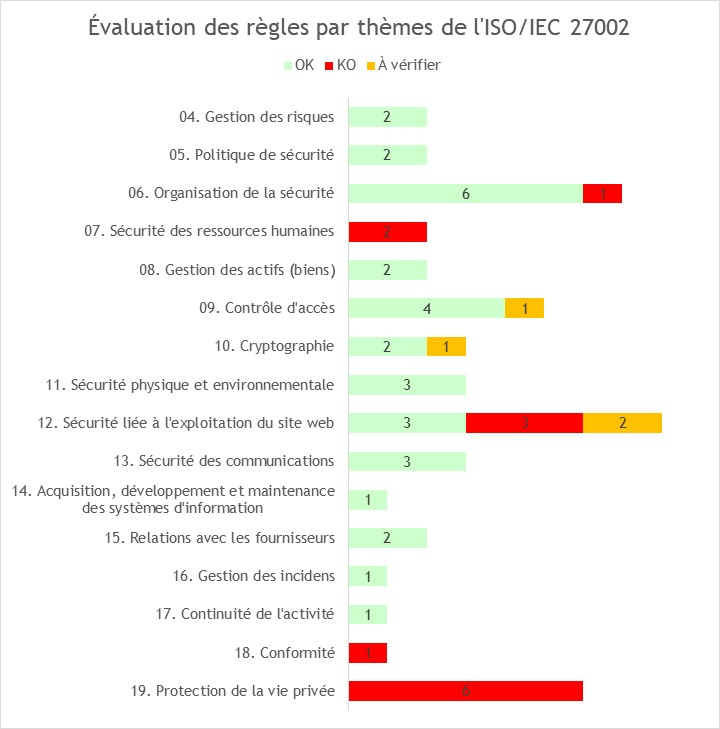 Évaluation des règles par thèmes de l'ISO/IEC 27002
OK KO À vérifier
04. Gestion des risques 2
05. Politique de sécurité 2
06. Organisation de la sécurité 6 1
07. Sécurité des ressources humaines 2
08. Gestion des actifs (biens) 2
09. Contrôle d'accès 4 1
10. Cryptographie 2 1
11. Sécurité physique et environnementale 3
12. Sécurité liée à l'exploitation du site web 3 3 2
13. Sécurité des communications 3
14. Acquisition, développement et maintenance
des systèmes d'information 1
15. Relations avec les fournisseurs 2
16. Gestion des incidens 1
17. Continuité de l'activité 1
18. Conformité 1
19. Protection de la vie privée 6